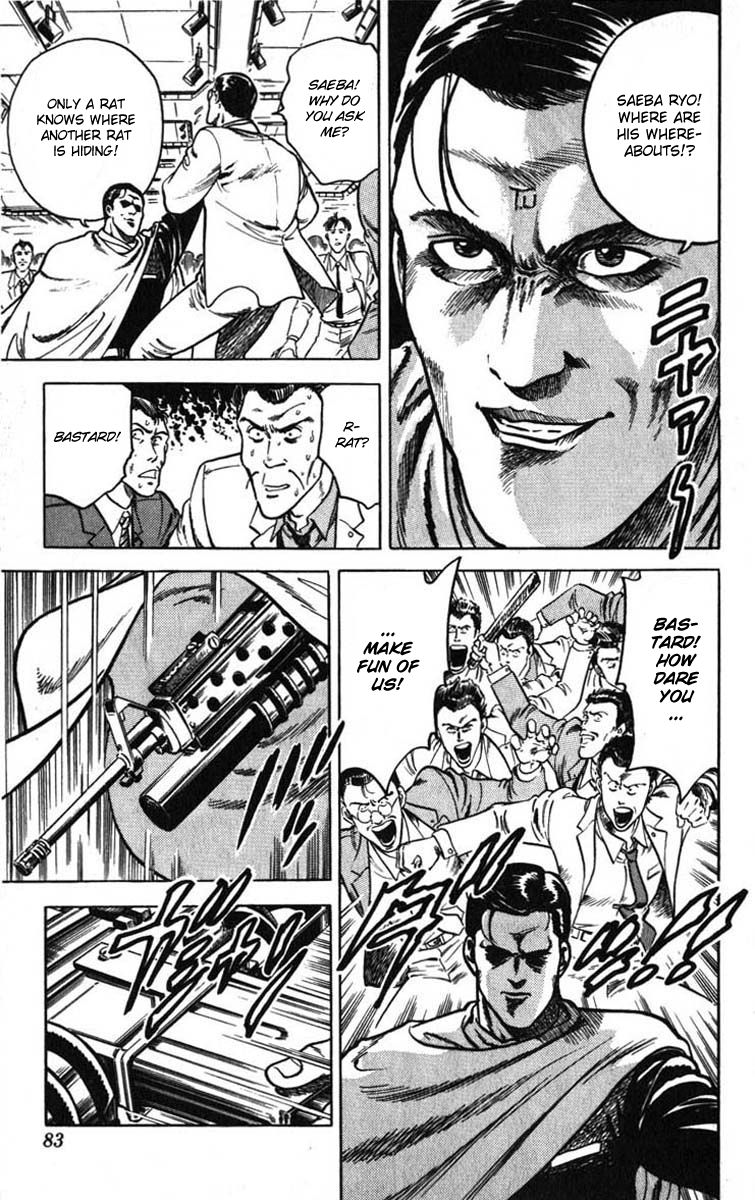 SAEBA RYO!
WHERE ARE
HIS WHERE-
ABOUTS!?
T.U
ニヤァ
SAEBA!
WHY DO
YOU ASK
ME?
ONLY A RAT
KNOWS WHERE
ANOTHER RAT
IS HIDING!
R-
RAT?
BASTARD!
BAS-
TARD!
HOW
DARE
YOU
...
...
MAKE
FUN OF
US!
83